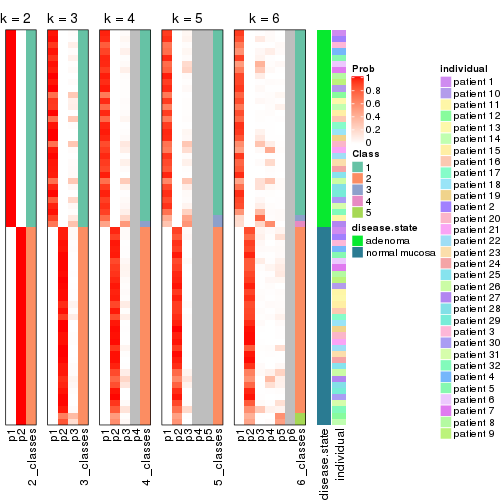 k = 2 k = 3 k = 4 k = 5 k = 6
p1 p2 2_classes p1 p2 p3 3_classes p1 p2 p3 p4 4_classes p1 p2 p3 p4 p5 5_classes p1 p2 p3 p4 p5 p6 6_classes disease.state individual
Prob
1
0.8
0.6
0.4
0.2
0
Class
1
2
3
4
5
disease.state
adenoma
normal mucosa
individual
patient 1
patient 10
patient 11
patient 12
patient 13
patient 14
patient 15
patient 16
patient 17
patient 18
patient 19
patient 2
patient 20
patient 21
patient 22
patient 23
patient 24
patient 25
patient 26
patient 27
patient 28
patient 29
patient 3
patient 30
patient 31
patient 32
patient 4
patient 5
patient 6
patient 7
patient 8
patient 9